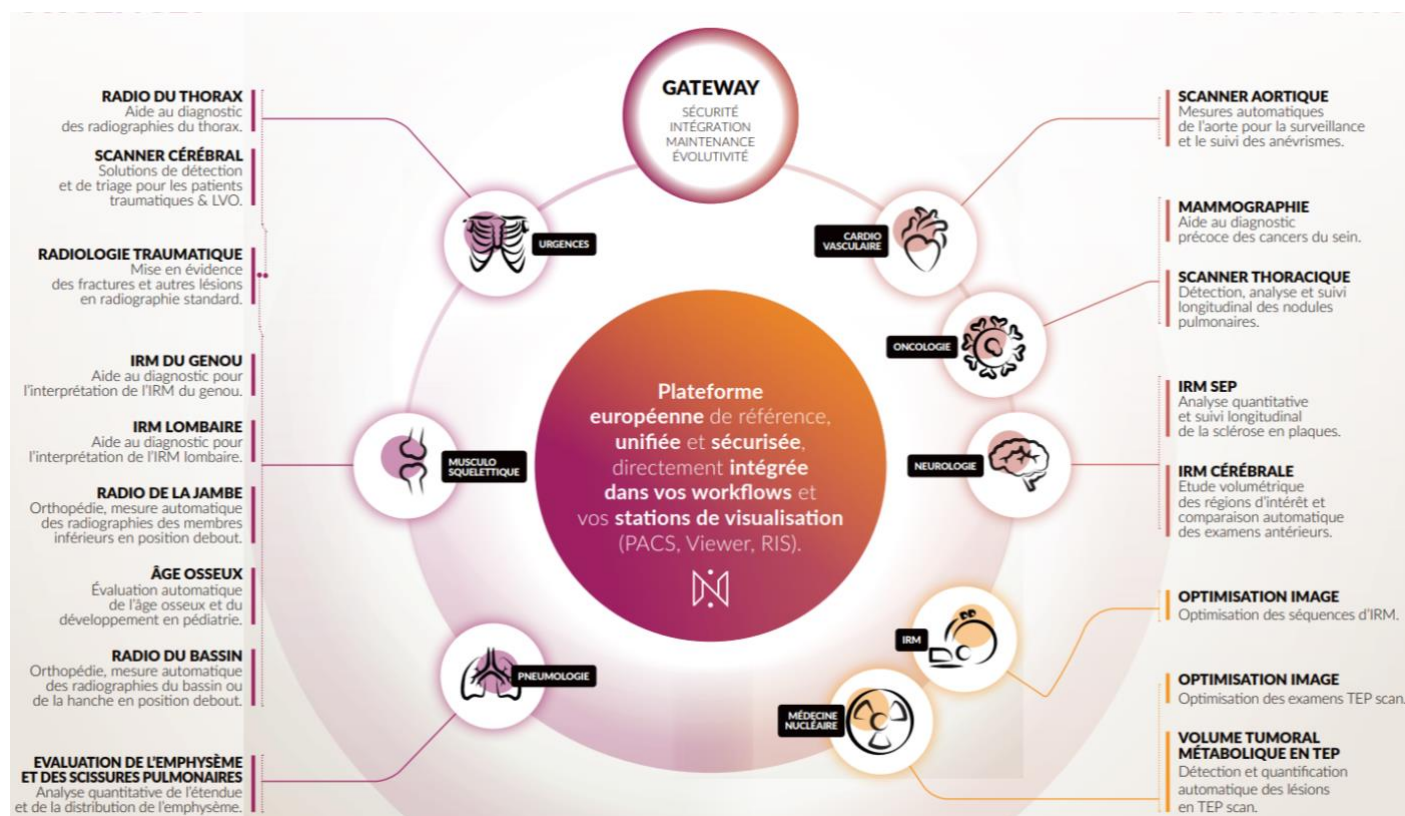 GATEWAY
SÉCURITÉ
INTÉGRATION
MAINTENANCE
ÉVOLUTIVITÉ
RADIO DU THORAX
Aide au diagnostic
des radiographies du thorax.
SCANNER CÉRÉBRAL
Solutions de détection
et de triage pour les patients
traumatiques & LVO.
RADIOLOGIE TRAUMATIQUE
Mise en évidence
des fractures et autres lésions
en radiographie standard.
IRM DU GENOU
Aide au diagnostic pour
l'interprétation de l'IRM du genou.
IRM LOMBAIRE
Aide au diagnostic pour
l'interprétation de l'IRM lombaire.
RADIO DE LA JAMBE
Orthopédie, mesure automatique
des radiographies des membres
inférieurs en position debout.
ÂGE OSSEUX
Évaluation automatique
de l'âge osseux et du
développement en pédiatrie.
RADIO DU BASSIN
Orthopédie, mesure automatique
des radiographies du bassin ou
de la hanche en position debout.
EVALUATION DE L'EMPHYSÈME
ET DES SCISSURES PULMONAIRES
Analyse quantitative de l'étendue
et de la distribution de l'emphysème.
URGENCES
MUSCULO
SQUELETTIQUE
PNEUMOLOGIE
Plateforme
européenne de référence,
unifiée et sécurisée,
directement intégrée
dans vos workflows et
vos stations de visualisation
(PACS, Viewer, RIS).
CARDIO
VASCULAIRE
ONCOLOGIE
NEUROLOGIE
IRM
MÉDECINE
NUCLÉAIRE
SCANNER AORTIQUE
Mesures automatiques
de l'aorte pour la surveillance
et le suivi des anévrismes.
MAMMOGRAPHIE
Aide au diagnostic
précoce des cancers du sein.
SCANNER THORACIQUE
Détection, analyse et suivi
longitudinal des nodules
pulmonaires.
IRM SEP
Analyse quantitative
et suivi longitudinal
de la sclérose en plaques.
IRM CÉRÉBRALE
Etude volumétrique
des régions d'intérêt et
comparaison automatique
des examens antérieurs.
OPTIMISATION IMAGE
Optimisation des séquences d'IRM.
OPTIMISATION IMAGE
Optimisation des examens TEP scan.
VOLUME TUMORAL
MÉTABOLIQUE EN TEP
Détection et quantification
automatique des lésions
en TEP scan.